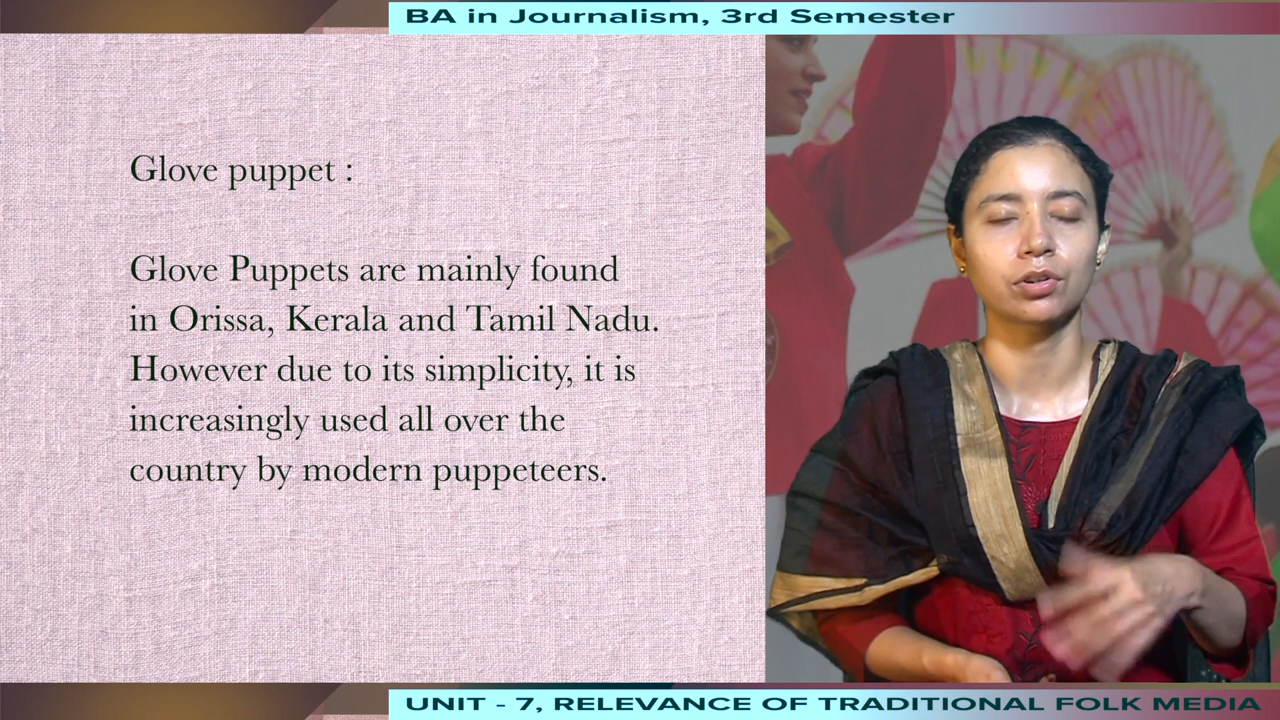 BA in Journalism, 3rd Semester
Glove puppet :
Glove Puppets are mainly found
in Orissa, Kerala and Tamil Nadu.
However due to its simplicity, it is
increasingly used all over the
country by modern puppeteers.
UNIT - 7, RELEVANCE OF TRADITIONAL FOLK MEDIA